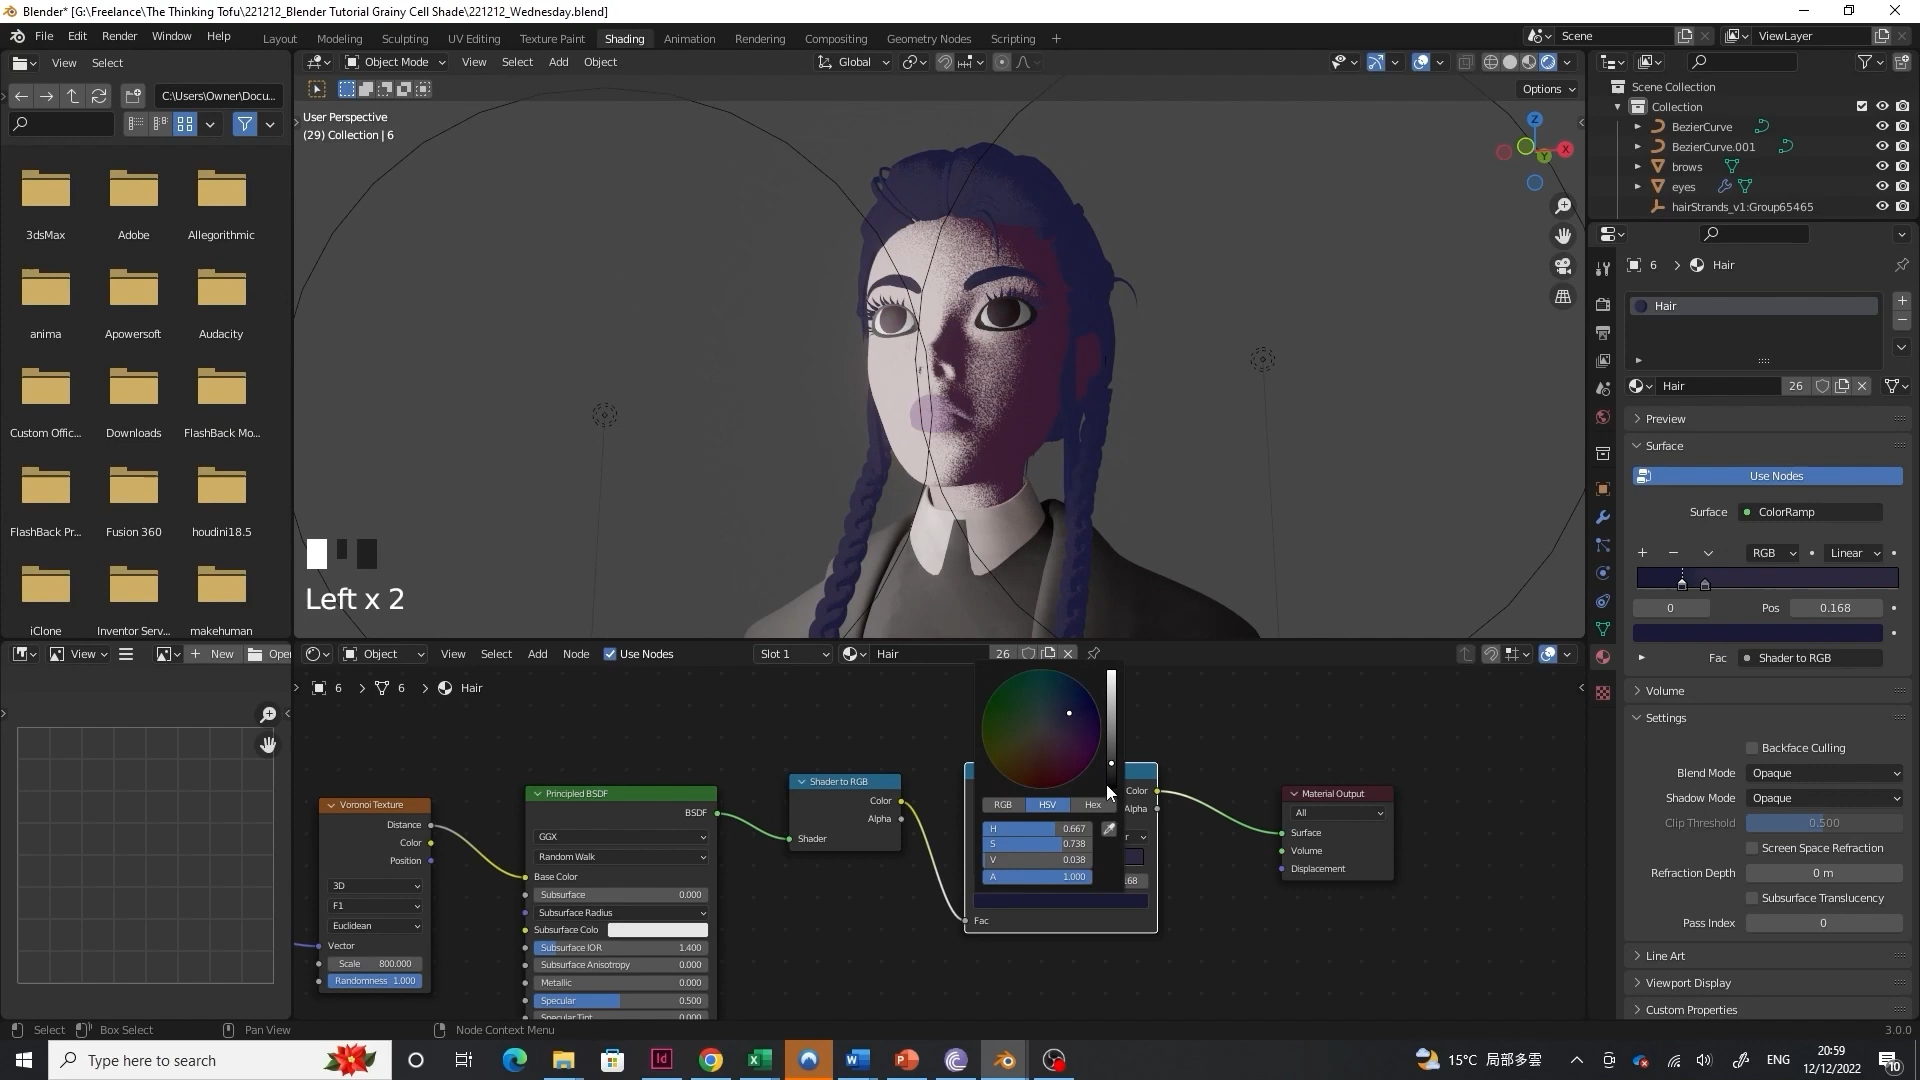 Blender* [G:\Freelance\The Thinking Tofu\221212_Blender Tutorial Grainy Cell Shade\221212_Wednesday.blend]
File Edit Render Window Help
Layout Modeling Sculpting UV Editing Texture Paint Shading Animation Rendering Compositing Geometry Nodes Scripting +
Scene ViewLayer
View Select
Object Mode View Select Add Object Global
C:\Users\Owner\Docu...
Options
User Perspective
(29) Collection | 6
Z
X
Y
Scene Collection
Collection
BezierCurve
BezierCurve.001
brows
eyes
hairStrands_v1:Group65465
3dsMax Adobe Allegorithmic
anima Apowersoft Audacity
Custom Offic... Downloads FlashBack Mo...
FlashBack Pr... Fusion 360 houdini18.5
iClone Inventor Serv... makehuman
Left x 2
6 > Hair
Hair
Hair 26
Preview
Surface
Use Nodes
Surface ColorRamp
RGB Linear
0 Pos 0.168
Fac Shader to RGB
Volume
Settings
Backface Culling
Blend Mode Opaque
Shadow Mode Opaque
Clip Threshold 0.500
Screen Space Refraction
Refraction Depth 0 m
Subsurface Translucency
Pass Index 0
Line Art
Viewport Display
Custom Properties
View New Open
Object View Select Add Node Use Nodes Slot 1 Hair 26
6 > 6 > Hair
Voronoi Texture
Distance
Color
Position
3D
F1
Euclidean
Vector
Scale 800.000
Randomness 1.000
Principled BSDF
BSDF
GGX
Random Walk
Base Color
Subsurface 0.000
Subsurface Radius
Subsurface Colo
Subsurface IOR 1.400
Subsurface Anisotropy 0.000
Metallic 0.000
Specular 0.500
Specular Tint 0.000
Shader to RGB
Color
Alpha
Shader
RGB HSV Hex
H 0.667
S 0.738
V 0.038
A 1.000
Color
Alpha
r
68
Fac
Material Output
All
Surface
Volume
Displacement
Select Box Select Pan View Node Context Menu 3.0.0
Type here to search
15°C 局部多雲 ENG 20:59
12/12/2022
10